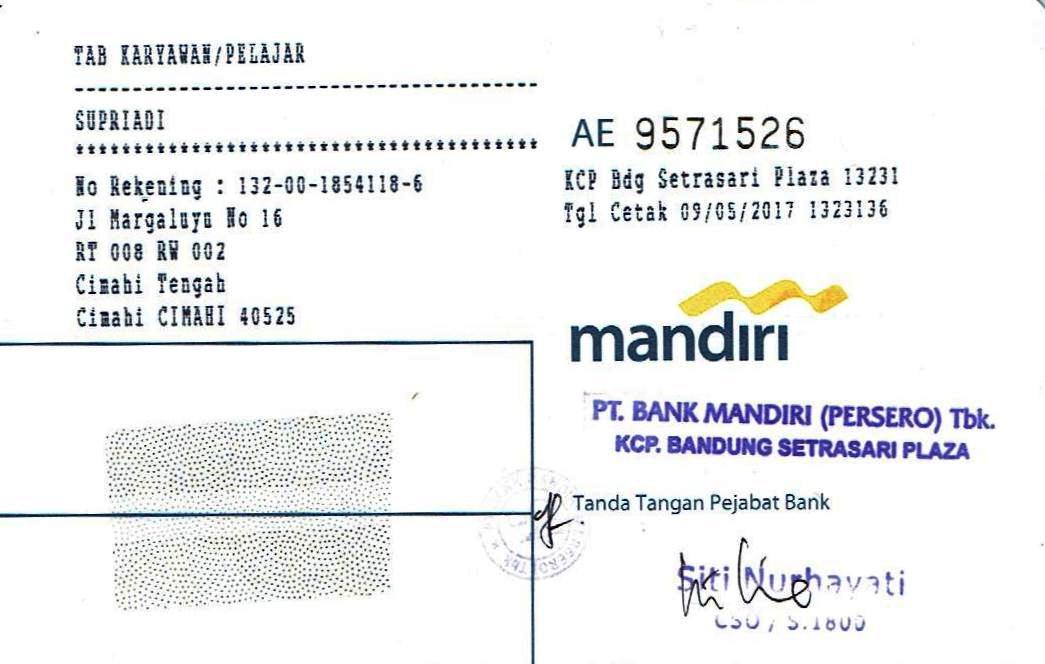 TAB KARYAWAN/PELAJAR
SUPRIADI
No Rekening : 132-00-1854118-6
Jl Margaluyu No 16
RT 008 RW 002
Cimahi Tengah
Cimahi CIMAHI 40525
AE 9571526
KCP Bdg Setrasari Plaza 13231
Tgl Cetak 09/05/2017 1323136
mandiri
PT. BANK MANDIRI (PERSERO) Tbk.
KCP. BANDUNG SETRASARI PLAZA
Tanda Tangan Pejabat Bank
Siti Nurhayati
CSO / S.1800